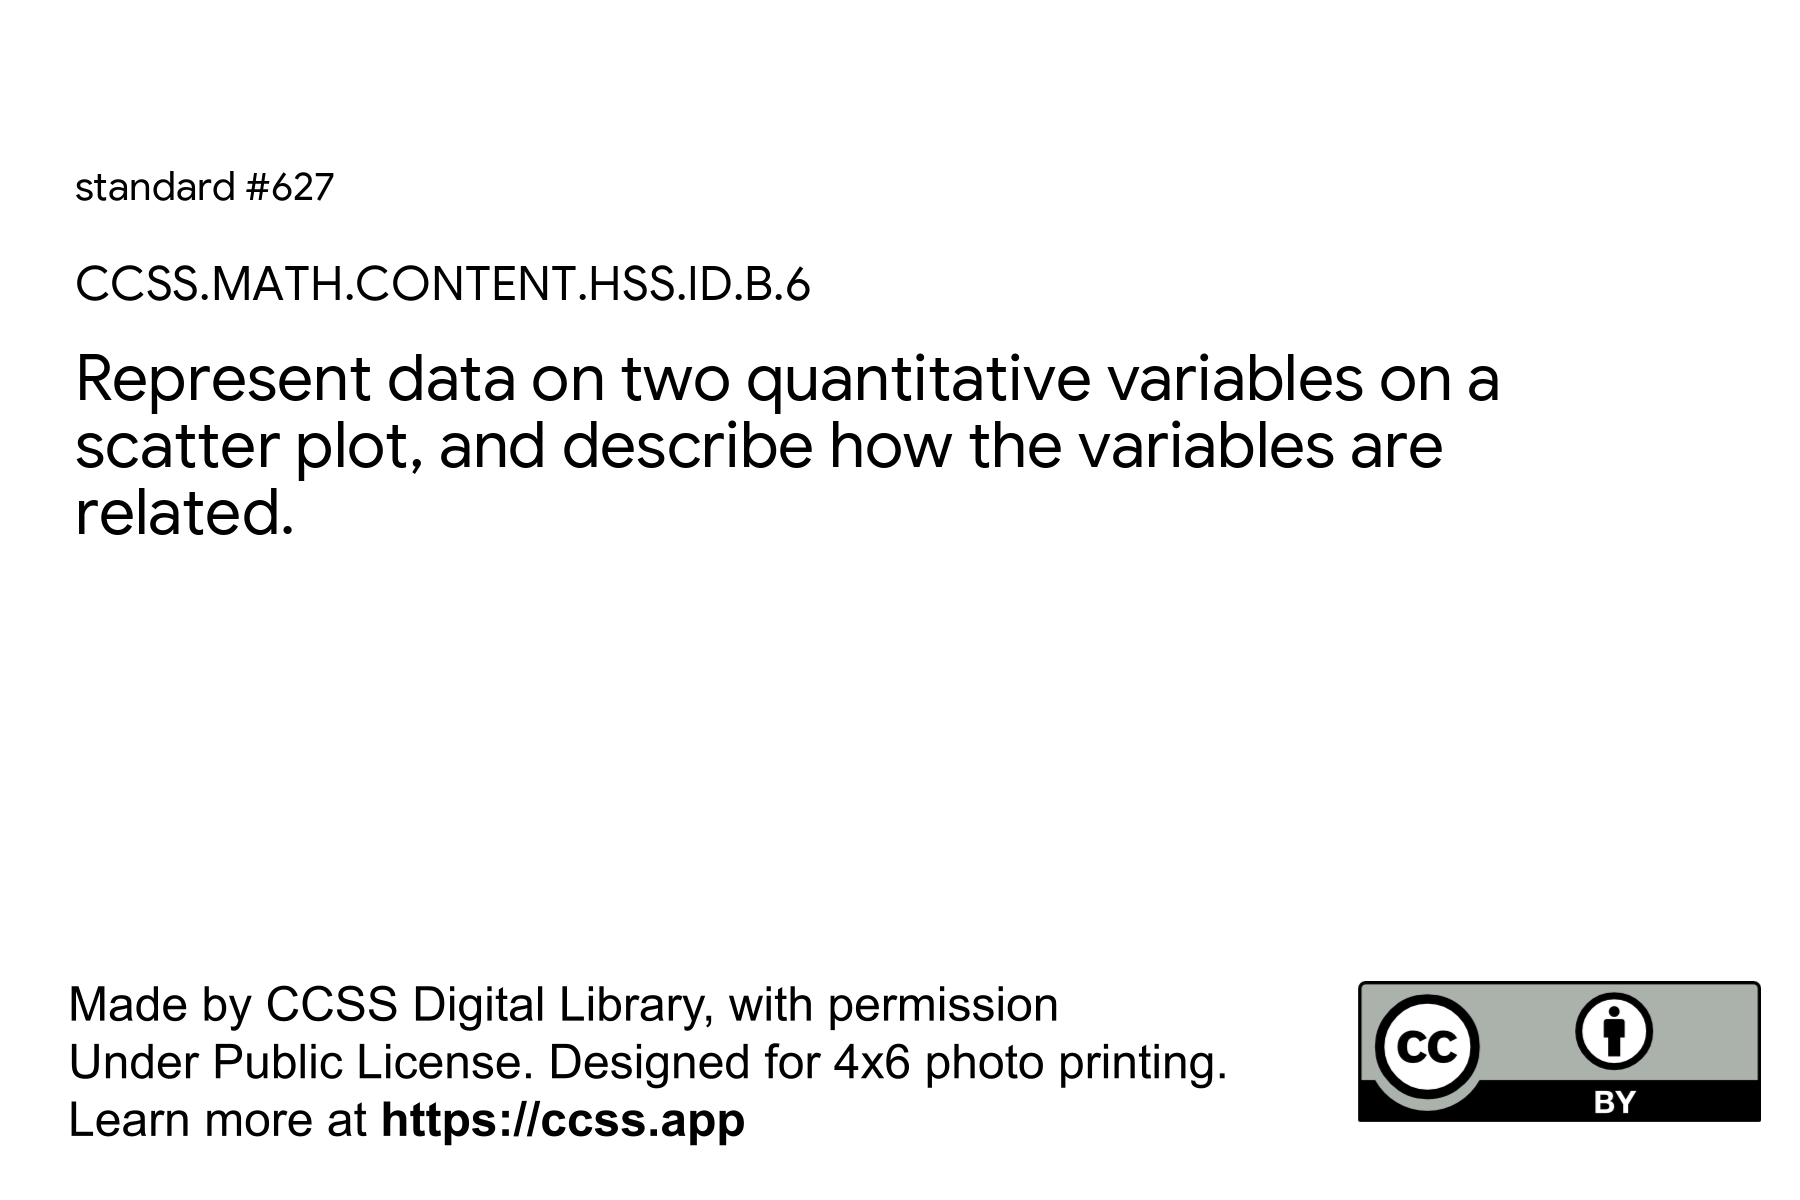 standard #627
CCSS.MATH.CONTENT.HSS.ID.B.6
Represent data on two quantitative variables on a
scatter plot, and describe how the variables are
related.
Made by CCSS Digital Library, with permission
Under Public License. Designed for 4x6 photo printing.
Learn more at https://ccss.app
CC
BY